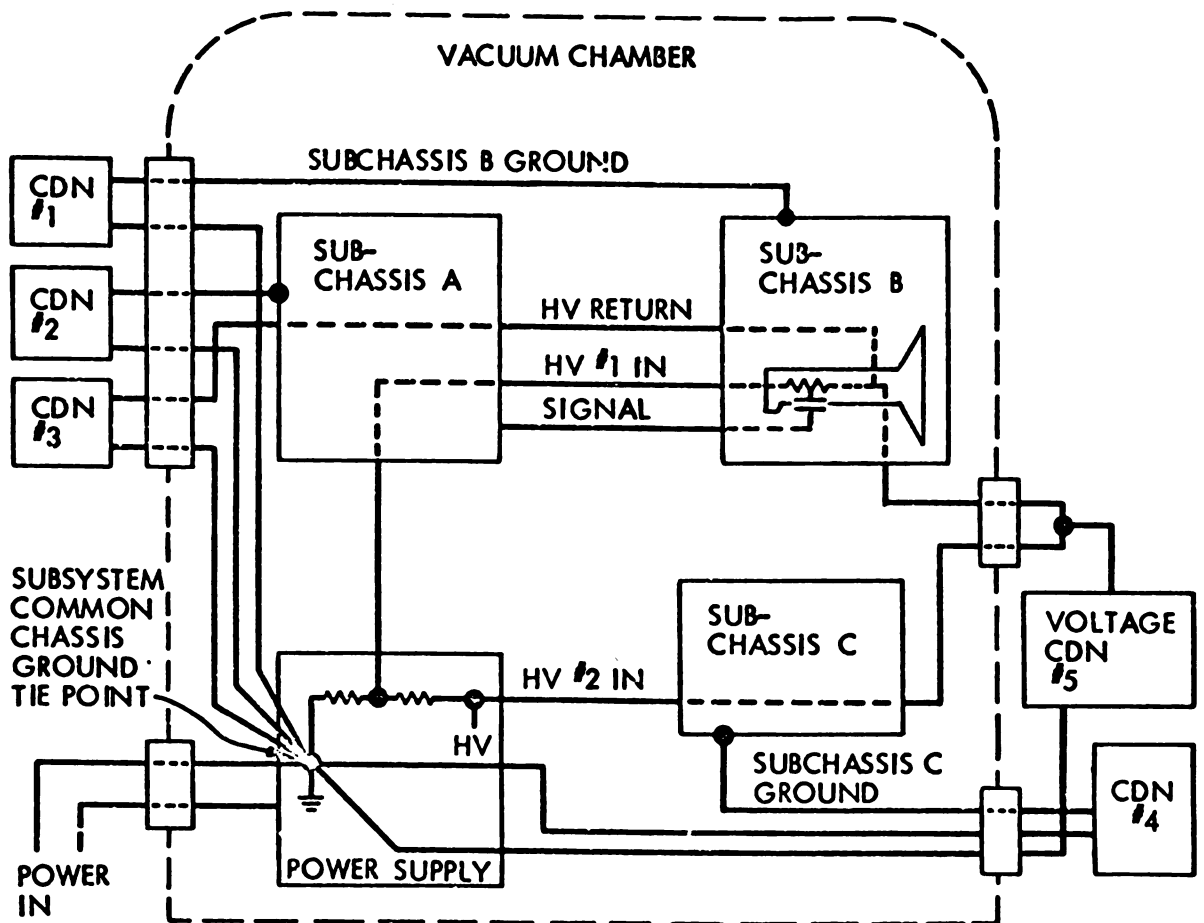 VACUUM CHAMBER
SUBCHASSIS B GROUND
CDN
#1
SUB-
CHASSIS A
SUB-
CHASSIS B
CDN
#2
HV RETURN
HV #1 IN
SIGNAL
CDN
#3
SUBSYSTEM
COMMON
CHASSIS
GROUND
TIE POINT
SUB-
CHASSIS C
VOLTAGE
CDN
#5
HV #2 IN
HV
SUBCHASSIS C
GROUND
CDN
#4
POWER SUPPLY
POWER
IN